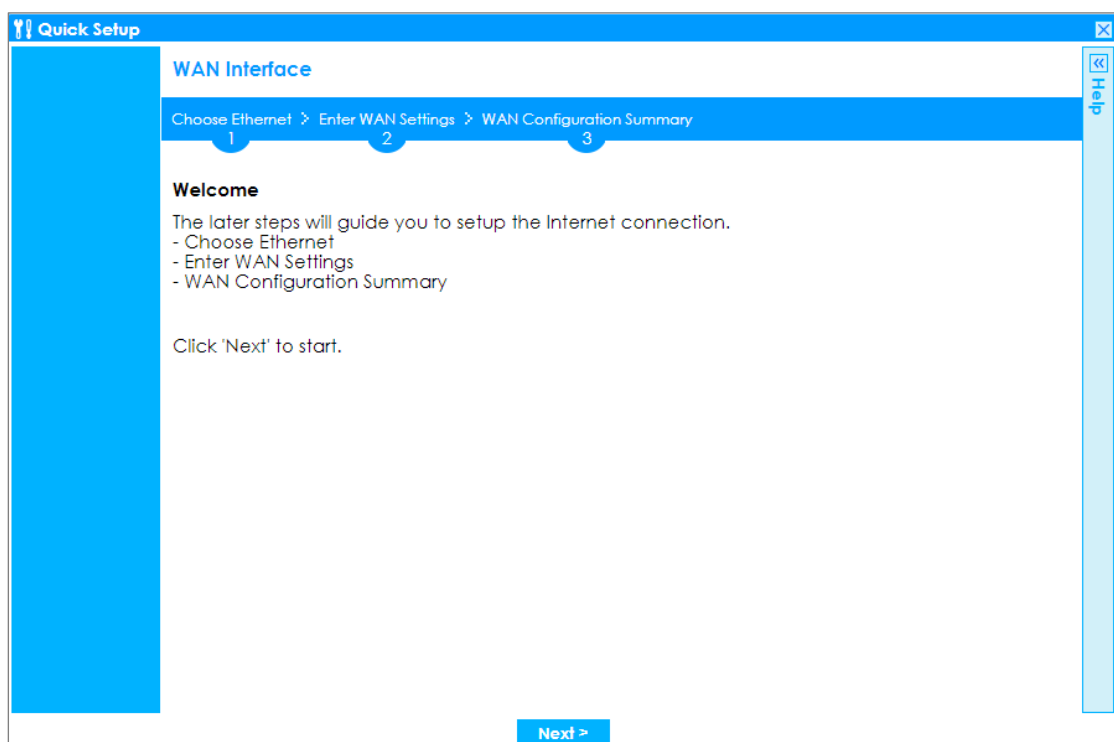 Quick Setup
WAN Interface
Help
Choose Ethernet > Enter WAN Settings > WAN Configuration Summary
1 2 3
Welcome
The later steps will guide you to setup the Internet connection.
- Choose Ethernet
- Enter WAN Settings
- WAN Configuration Summary
Click 'Next' to start.
Next >